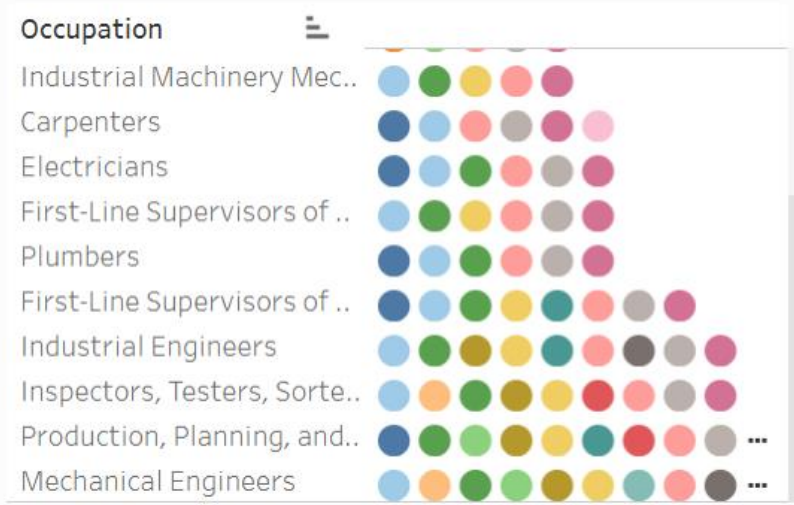 Occupation
Industrial Machinery Mec..
Carpenters
Electricians
First-Line Supervisors of ..
Plumbers
First-Line Supervisors of ..
Industrial Engineers
Inspectors, Testers, Sorte..
Production, Planning, and..
Mechanical Engineers